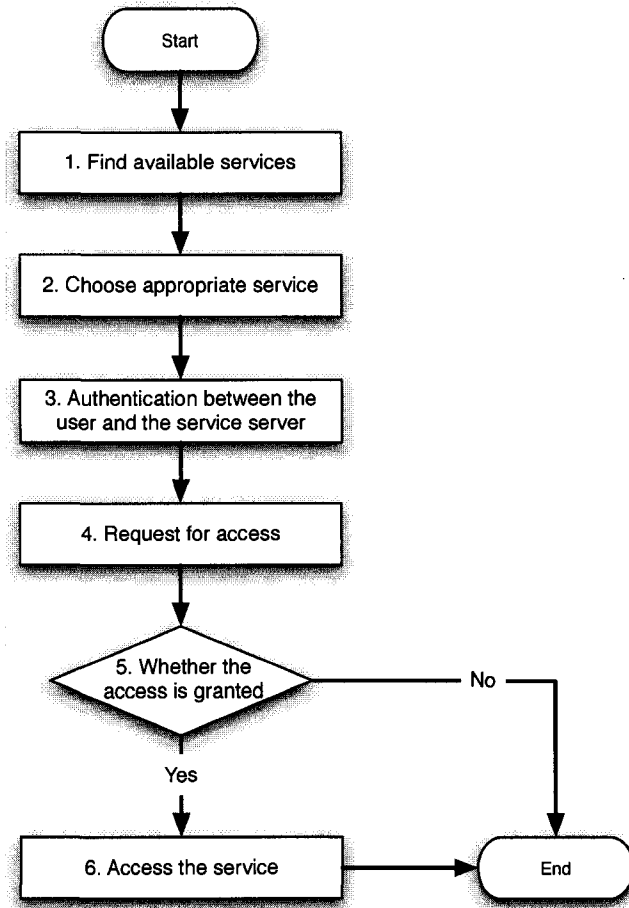 Start
1. Find available services
2. Choose appropriate service
3. Authentication between the
user and the service server
4. Request for access
5. Whether the
access is granted
No
Yes
6. Access the service
End